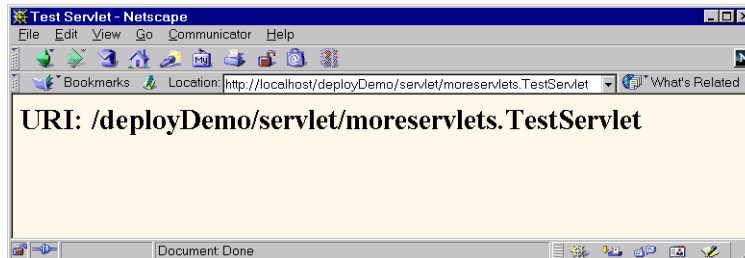 Test Servlet - Netscape
File Edit View Go Communicator Help
my
Bookmarks Location: http://localhost/deployDemo/servlet/moreservlets.TestServlet What's Related
URI: /deployDemo/servlet/moreservlets.TestServlet
Document: Done